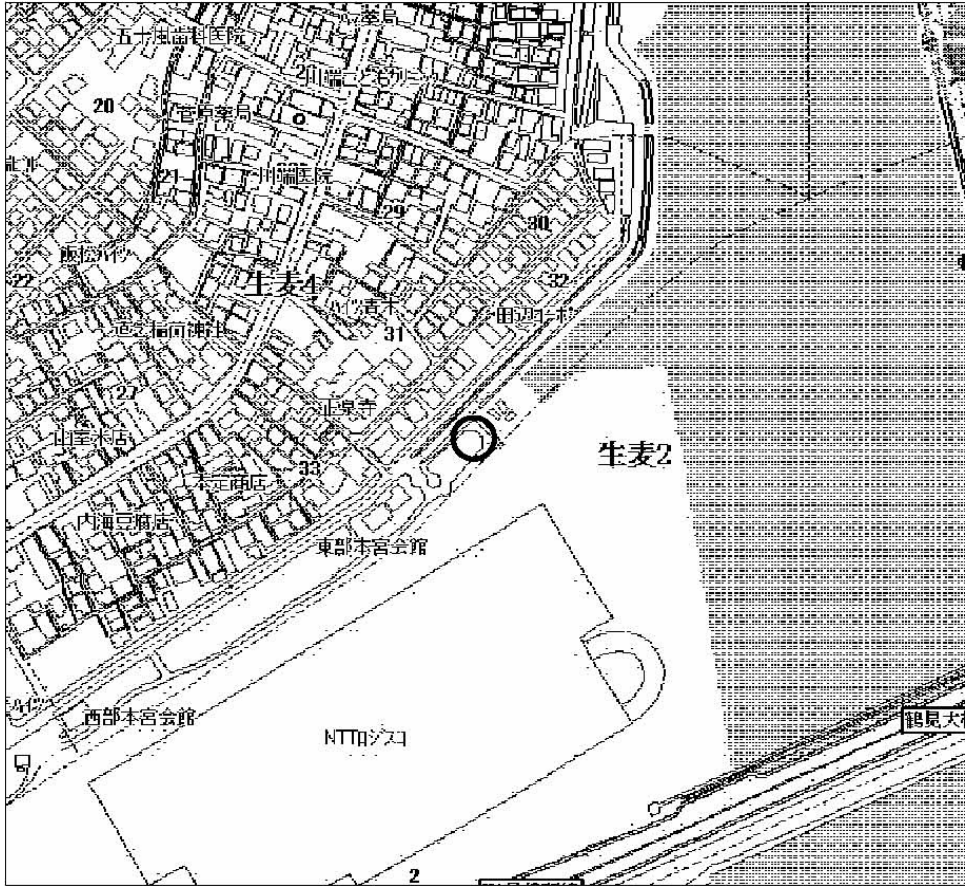 薬局
五十嵐歯科医院
川端こどもクリニック
20
菅原薬局
21
川端医院
29
30
飯松ハイツ
22
生麦4
32
ハイツ青木
田辺コーポ
道念稲荷神社
31
27
正泉寺
山室米店
生麦2
33
本定商店
内海豆腐店
東部本宮会館
西部本宮会館
NTTロジスコ
鶴見大橋
2